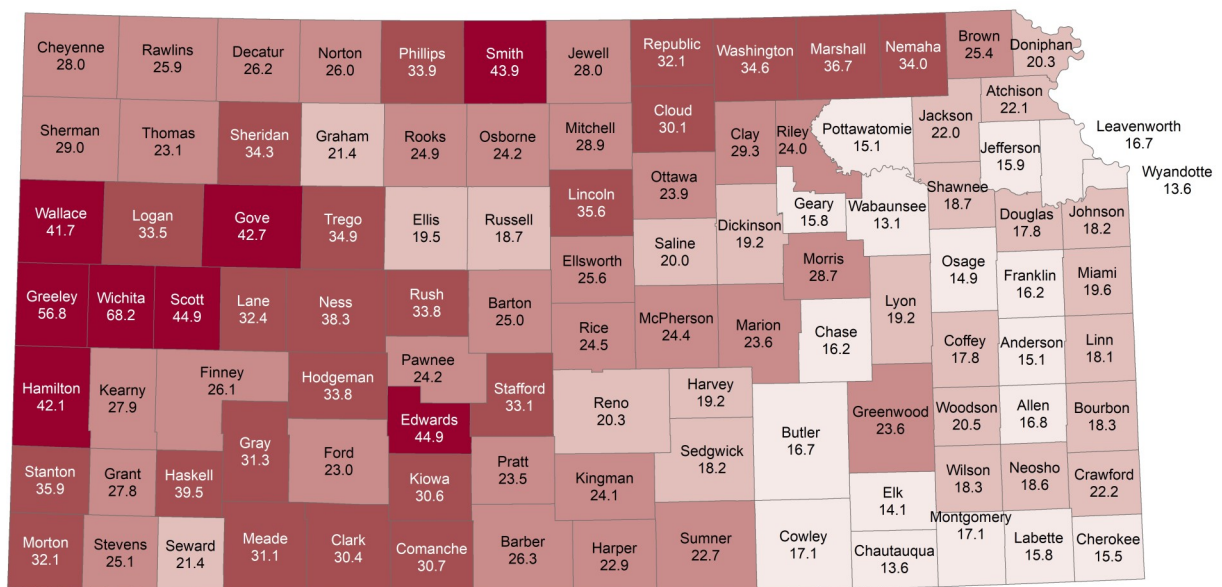 Cheyenne
28.0
Rawlins
25.9
Decatur
26.2
Norton
26.0
Phillips
33.9
Smith
43.9
Jewell
28.0
Republic
32.1
Washington
34.6
Marshall
36.7
Nemaha
34.0
Brown
25.4
Doniphan
20.3
Sherman
29.0
Thomas
23.1
Sheridan
34.3
Graham
21.4
Rooks
24.9
Osborne
24.2
Mitchell
28.9
Cloud
30.1
Clay
29.3
Riley
24.0
Pottawatomie
15.1
Jackson
22.0
Atchison
22.1
Jefferson
15.9
Leavenworth
16.7
Wyandotte
13.6
Wallace
41.7
Logan
33.5
Gove
42.7
Trego
34.9
Ellis
19.5
Russell
18.7
Lincoln
35.6
Ottawa
23.9
Saline
20.0
Dickinson
19.2
Geary
15.8
Wabaunsee
13.1
Shawnee
18.7
Douglas
17.8
Johnson
18.2
Greeley
56.8
Wichita
68.2
Scott
44.9
Lane
32.4
Ness
38.3
Rush
33.8
Barton
25.0
Ellsworth
25.6
Rice
24.5
McPherson
24.4
Marion
23.6
Morris
28.7
Chase
16.2
Lyon
19.2
Osage
14.9
Franklin
16.2
Miami
19.6
Hamilton
42.1
Kearny
27.9
Finney
26.1
Hodgeman
33.8
Pawnee
24.2
Edwards
44.9
Stafford
33.1
Reno
20.3
Harvey
19.2
Sedgwick
18.2
Butler
16.7
Greenwood
23.6
Coffey
17.8
Anderson
15.1
Linn
18.1
Woodson
20.5
Allen
16.8
Bourbon
18.3
Stanton
35.9
Grant
27.8
Haskell
39.5
Gray
31.3
Ford
23.0
Kiowa
30.6
Pratt
23.5
Kingman
24.1
Elk
14.1
Wilson
18.3
Neosho
18.6
Crawford
22.2
Morton
32.1
Stevens
25.1
Seward
21.4
Meade
31.1
Clark
30.4
Comanche
30.7
Barber
26.3
Harper
22.9
Sumner
22.7
Cowley
17.1
Chautauqua
13.6
Montgomery
17.1
Labette
15.8
Cherokee
15.5